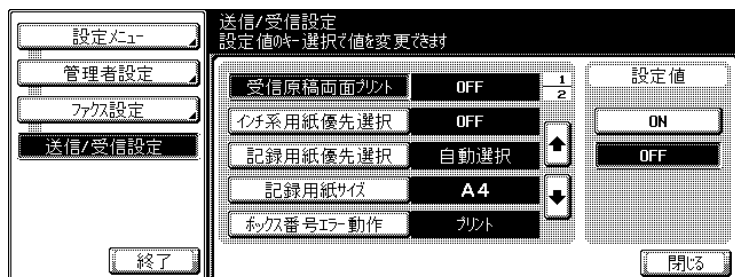 設定メニュー
管理者設定
ファクス設定
送信/受信設定
終了
送信/受信設定
設定値のキー選択で値を変更できます
受信原稿両面プリント OFF
インチ系用紙優先選択 OFF
記録用紙優先選択 自動選択
記録用紙サイズ A4
ボックス番号エラー動作 プリント
1
2
設定値
ON
OFF
閉じる